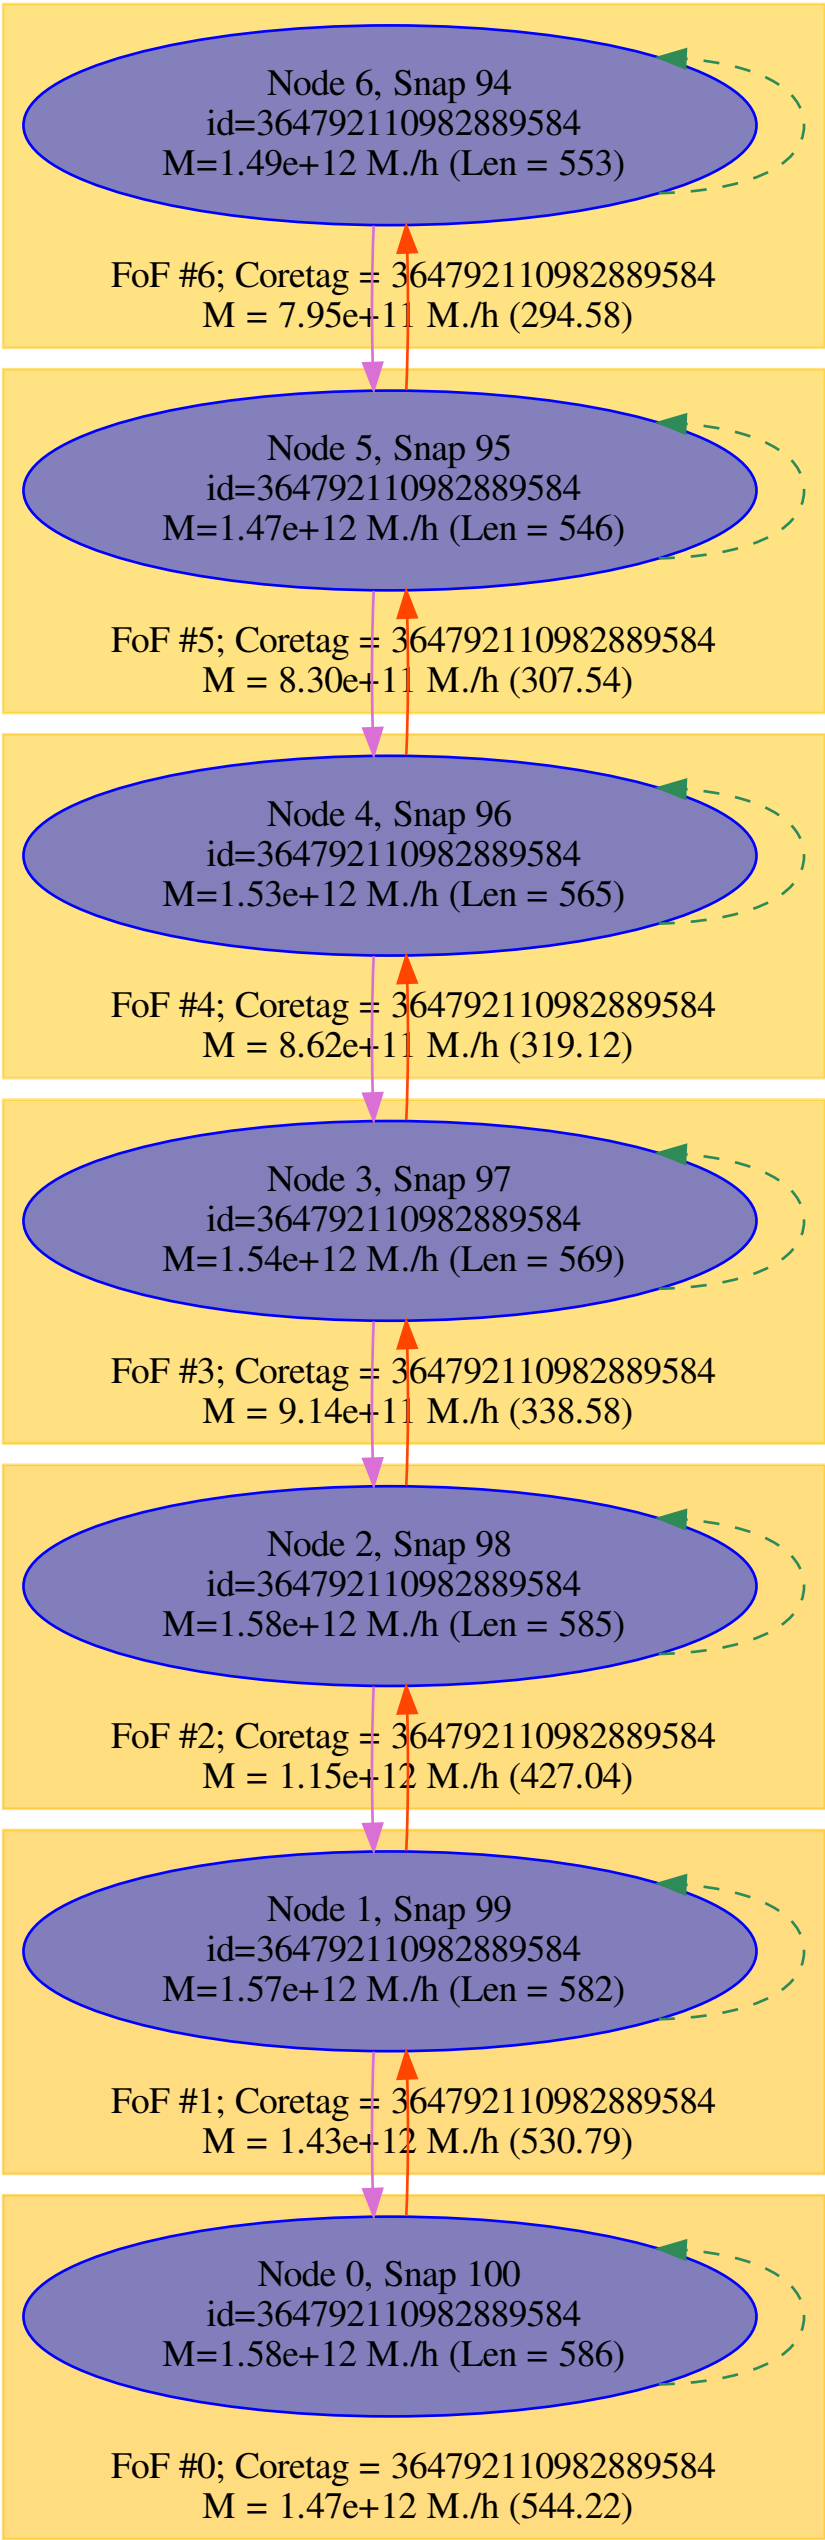 Node 6, Snap 94
id=364792110982889584
M=1.49e+12 M./h (Len = 553)
FoF #6; Coretag = 364792110982889584
M = 7.95e+11 M./h (294.58)
Node 5, Snap 95
id=364792110982889584
M=1.47e+12 M./h (Len = 546)
FoF #5; Coretag = 364792110982889584
M = 8.30e+11 M./h (307.54)
Node 4, Snap 96
id=364792110982889584
M=1.53e+12 M./h (Len = 565)
FoF #4; Coretag = 364792110982889584
M = 8.62e+11 M./h (319.12)
Node 3, Snap 97
id=364792110982889584
M=1.54e+12 M./h (Len = 569)
FoF #3; Coretag = 364792110982889584
M = 9.14e+11 M./h (338.58)
Node 2, Snap 98
id=364792110982889584
M=1.58e+12 M./h (Len = 585)
FoF #2; Coretag = 364792110982889584
M = 1.15e+12 M./h (427.04)
Node 1, Snap 99
id=364792110982889584
M=1.57e+12 M./h (Len = 582)
FoF #1; Coretag = 364792110982889584
M = 1.43e+12 M./h (530.79)
Node 0, Snap 100
id=364792110982889584
M=1.58e+12 M./h (Len = 586)
FoF #0; Coretag = 364792110982889584
M = 1.47e+12 M./h (544.22)